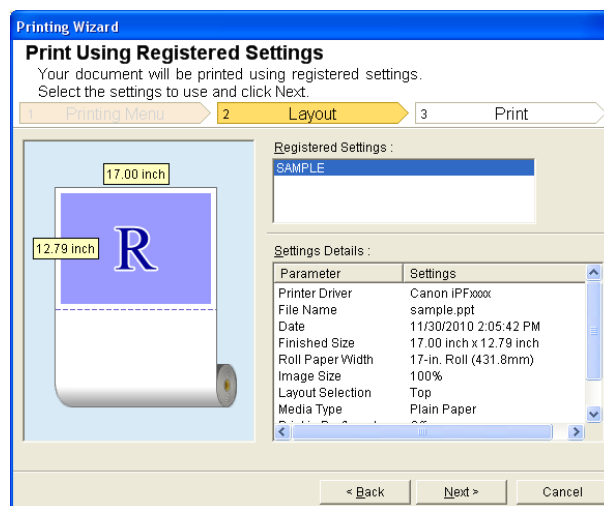 Printing Wizard
Print Using Registered Settings
Your document will be printed using registered settings.
Select the settings to use and click Next.
1 Printing Menu 2 Layout 3 Print
17.00 inch
12.79 inch
R
Registered Settings :
SAMPLE
Settings Details :
Parameter Settings
Printer Driver Canon iPFxxxx
File Name sample.ppt
Date 11/30/2010 2:05:42 PM
Finished Size 17.00 inch x 12.79 inch
Roll Paper Width 17-in. Roll (431.8mm)
Image Size 100%
Layout Selection Top
Media Type Plain Paper
< Back Next > Cancel